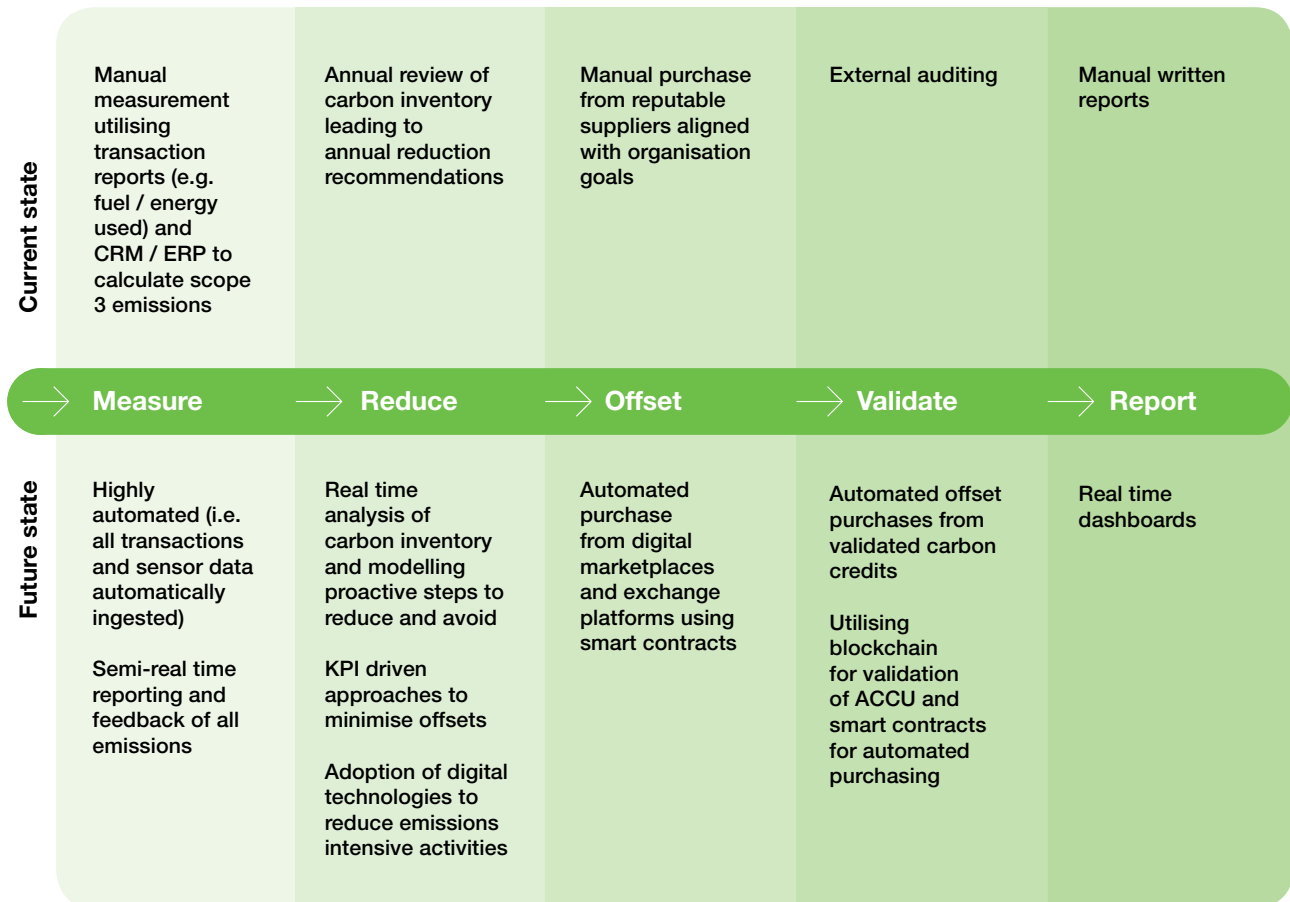 Current state
Manual
measurement
utilising
transaction
reports (e.g.
fuel / energy
used) and
CRM / ERP to
calculate scope
3 emissions
Annual review of
carbon inventory
leading to
annual reduction
recommendations
Manual purchase
from reputable
suppliers aligned
with organisation
goals
External auditing
Manual written
reports
Measure
Reduce
Offset
Validate
Report
Future state
Highly
automated (i.e.
all transactions
and sensor data
automatically
ingested)
Semi-real time
reporting and
feedback of all
emissions
Real time
analysis of
carbon inventory
and modelling
proactive steps to
reduce and avoid
KPI driven
approaches to
minimise offsets
Adoption of digital
technologies to
reduce emissions
intensive activities
Automated
purchase
from digital
marketplaces
and exchange
platforms using
smart contracts
Automated offset
purchases from
validated carbon
credits
Utilising
blockchain
for validation
of ACCU and
smart contracts
for automated
purchasing
Real time
dashboards